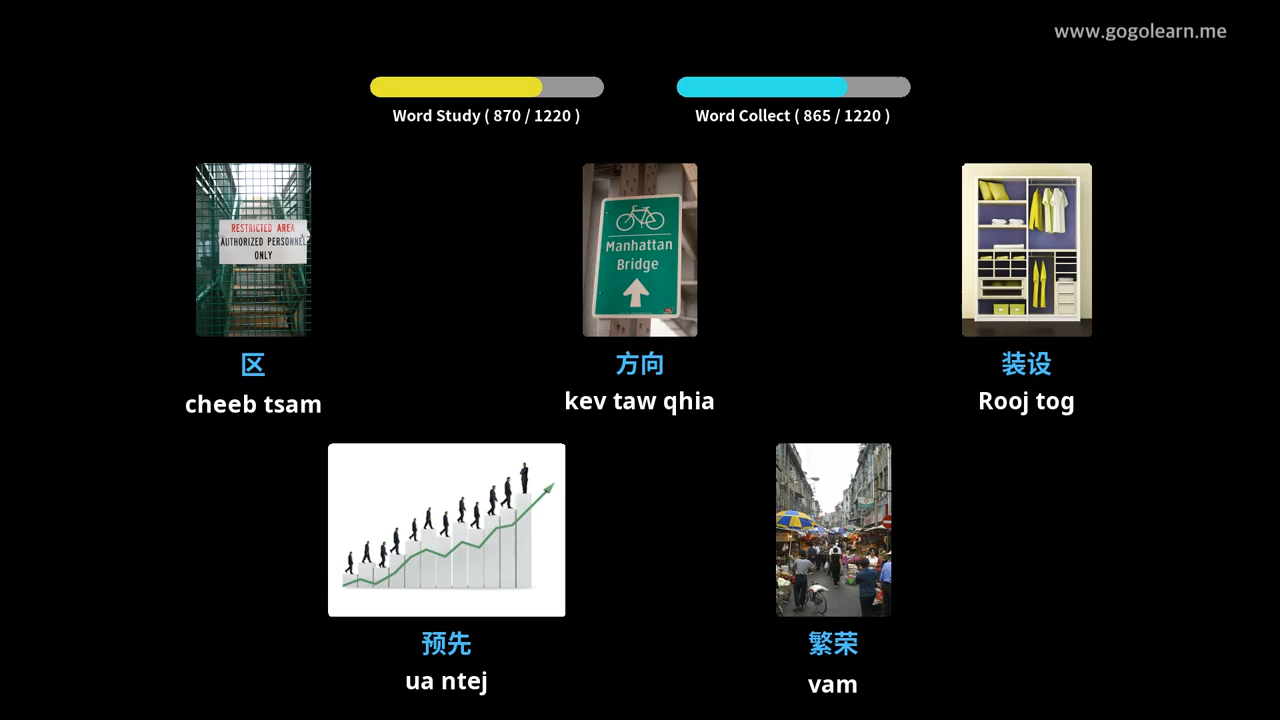 www.gogolearn.me
Word Study ( 870 / 1220 )
Word Collect ( 865 / 1220 )
RESTRICTED AREA
AUTHORIZED PERSONNEL
ONLY
Manhattan
Bridge
区
cheeb tsam
方向
kev taw qhia
装设
Rooj tog
预先
ua ntej
繁荣
vam